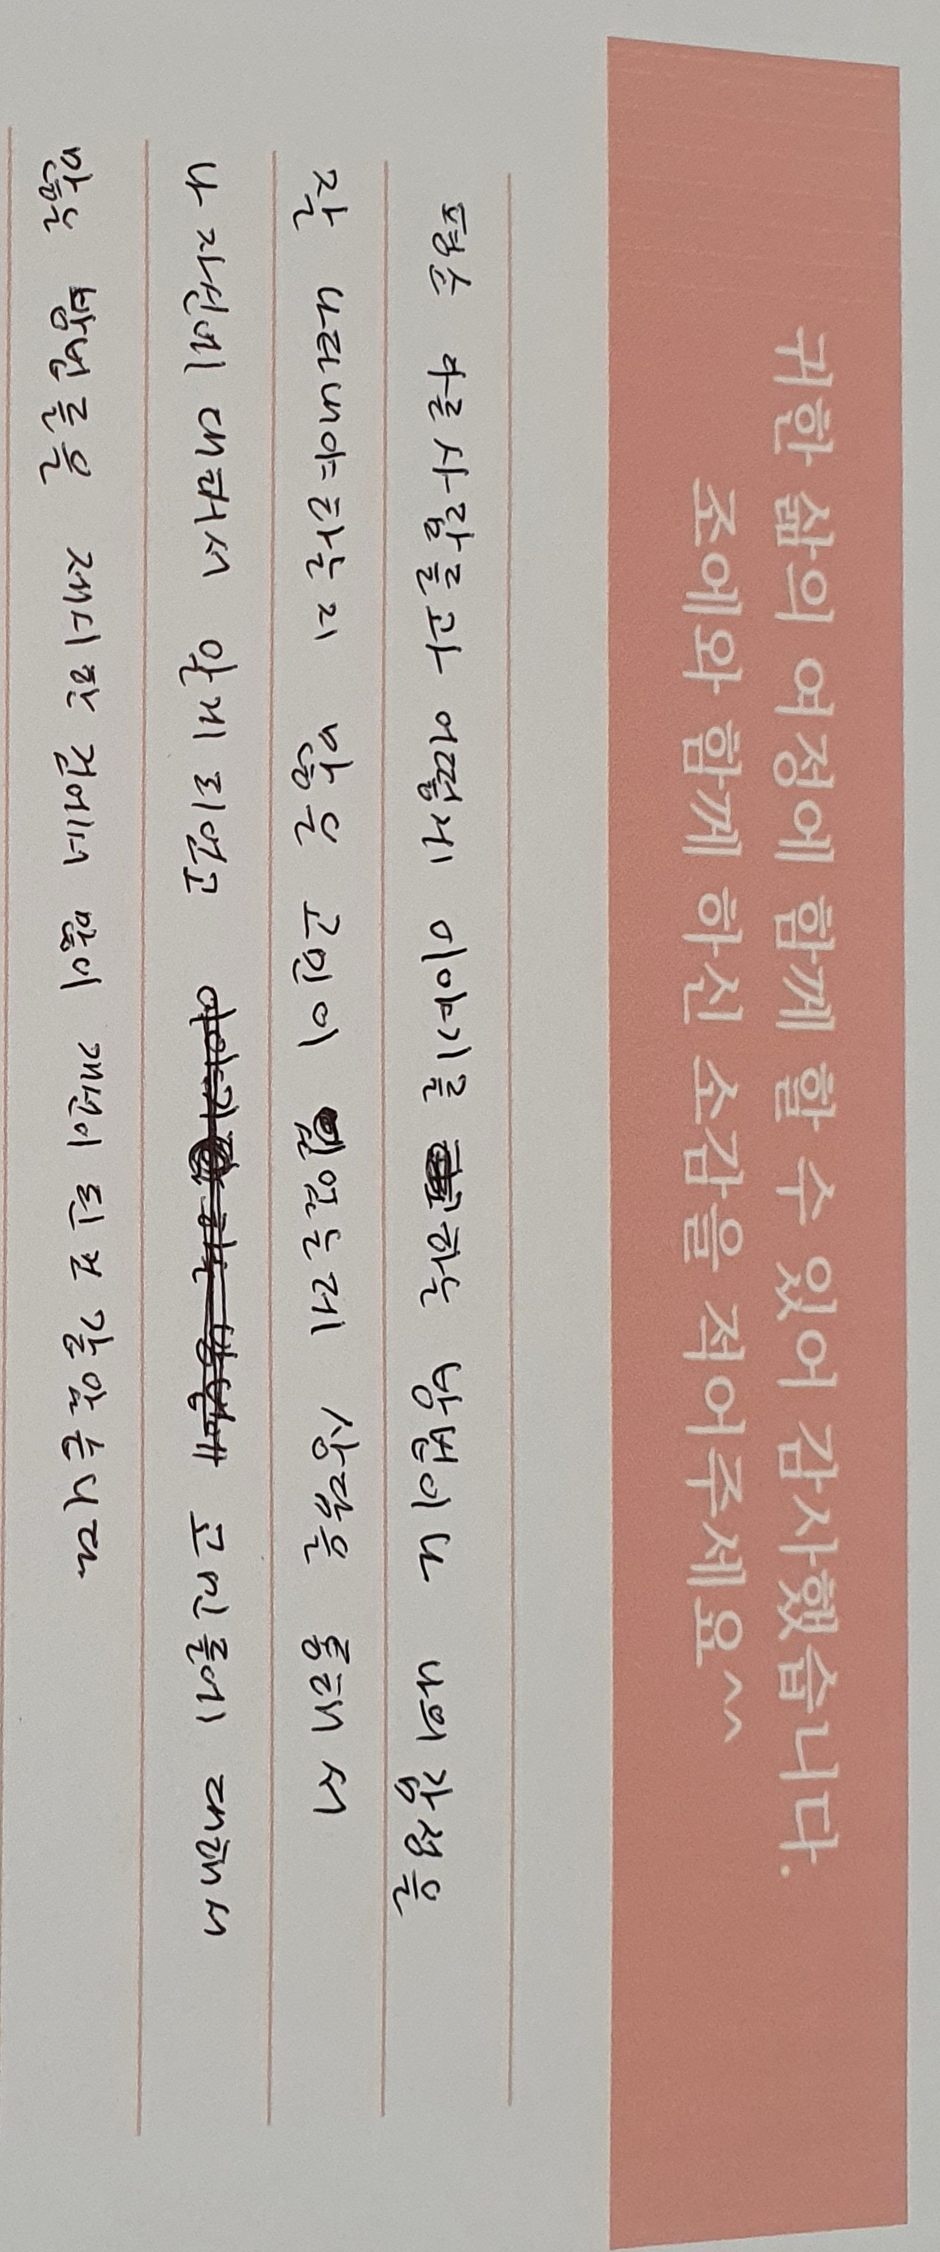 귀한 삶의 여정에 함께 할 수 있어 감사했습니다.
조에와 함께 하신 소감을 적어주세요^^
평소 다른사람들과 어떻게 이야기를 하는 방법이나 나의 감정을
잘 나타내야하는지 많은 고민이 있었는데 상담을 통해서
나 자신에 대해서 알게 되었고 고민들에 대해서
많은 방법들을 제시한 것에서 많이 개선이 된 것 같았습니다